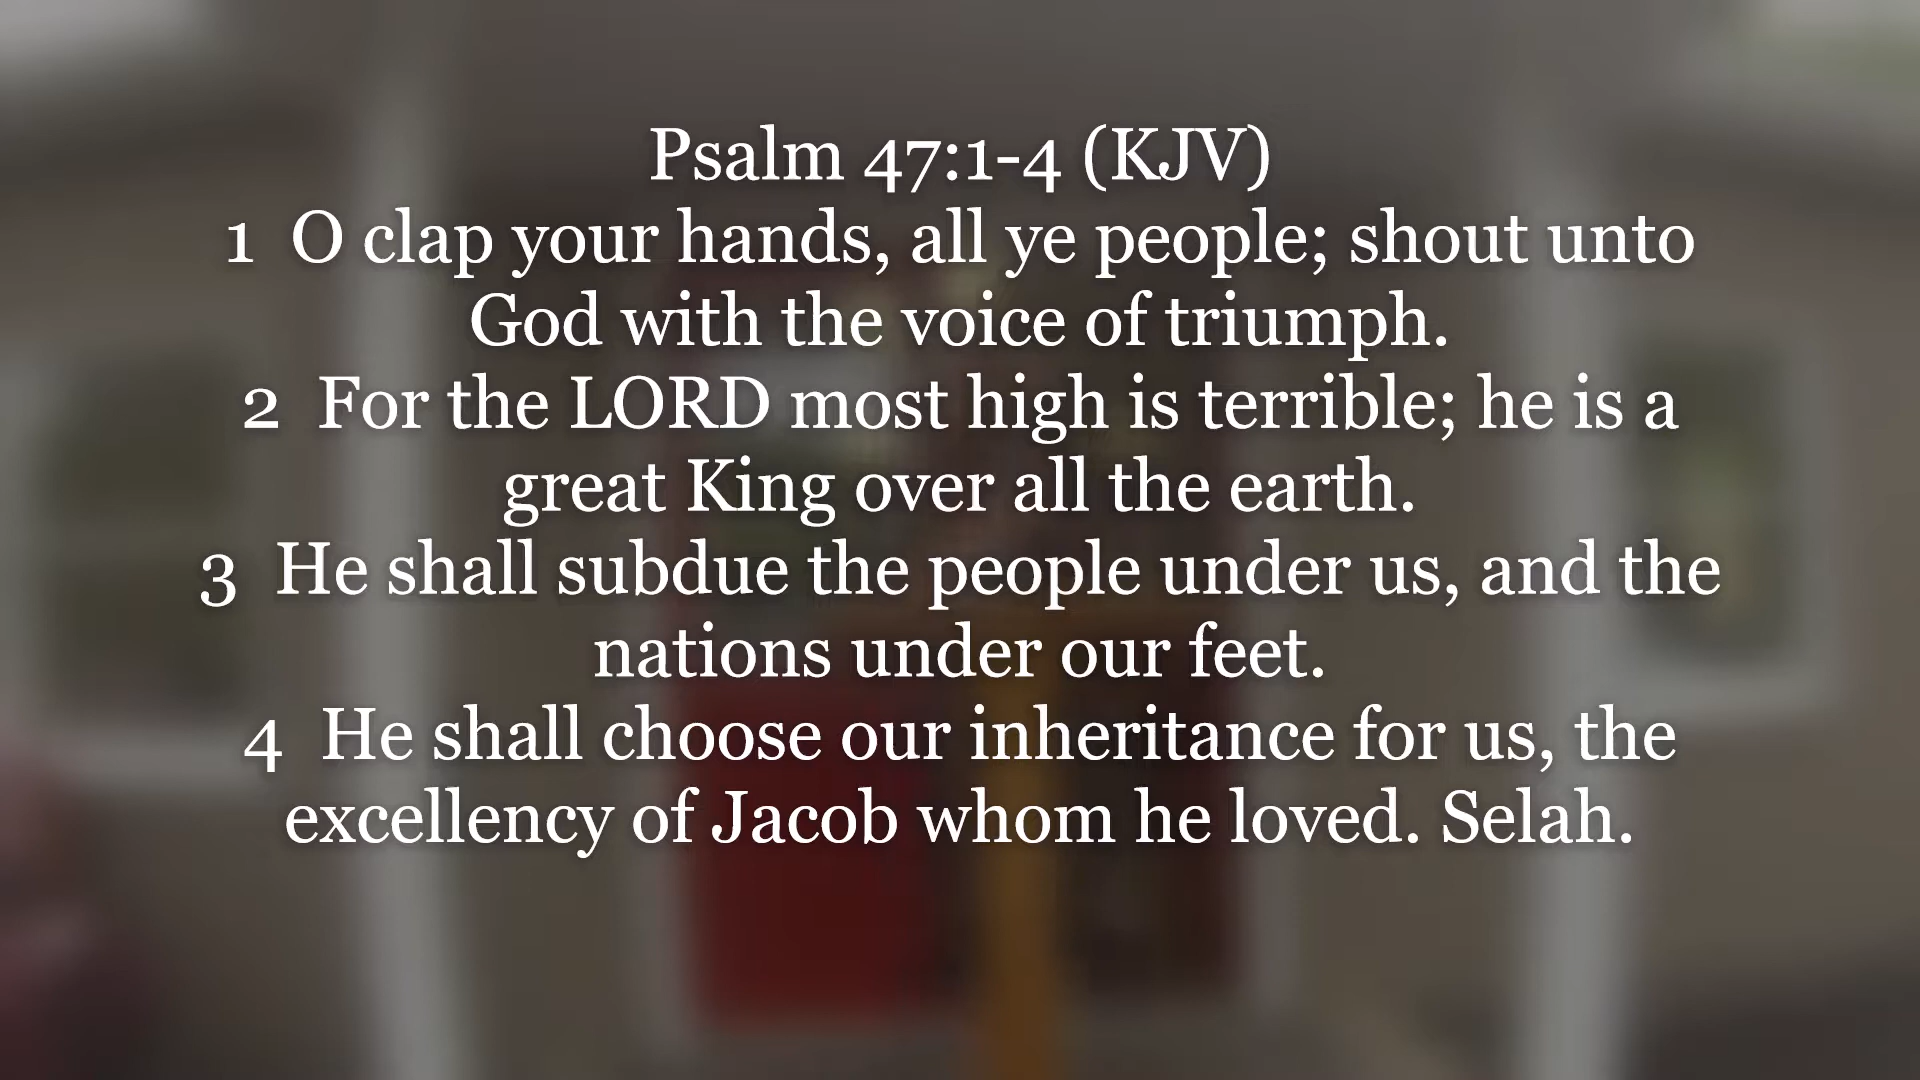 Psalm 47:1-4 (KJV)
1  O clap your hands, all ye people; shout unto
God with the voice of triumph.
2  For the LORD most high is terrible; he is a
great King over all the earth.
3  He shall subdue the people under us, and the
nations under our feet.
4  He shall choose our inheritance for us, the
excellency of Jacob whom he loved. Selah.